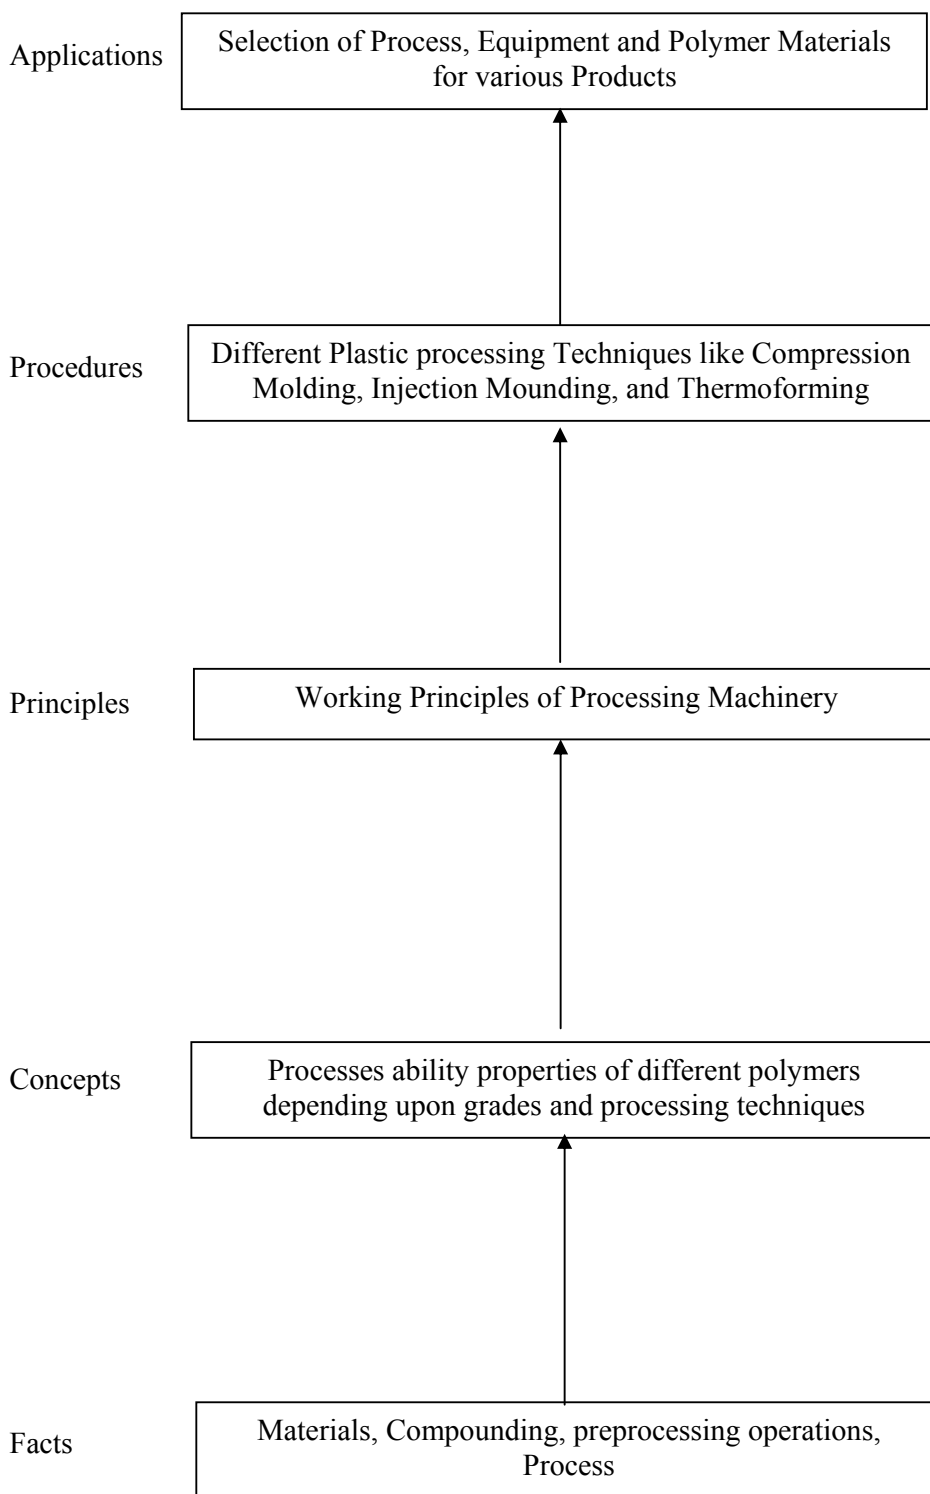 Applications
Selection of Process, Equipment and Polymer Materials
for various Products
Procedures
Different Plastic processing Techniques like Compression
Molding, Injection Mounding, and Thermoforming
Principles
Working Principles of Processing Machinery
Concepts
Processes ability properties of different polymers
depending upon grades and processing techniques
Facts
Materials, Compounding, preprocessing operations,
Process